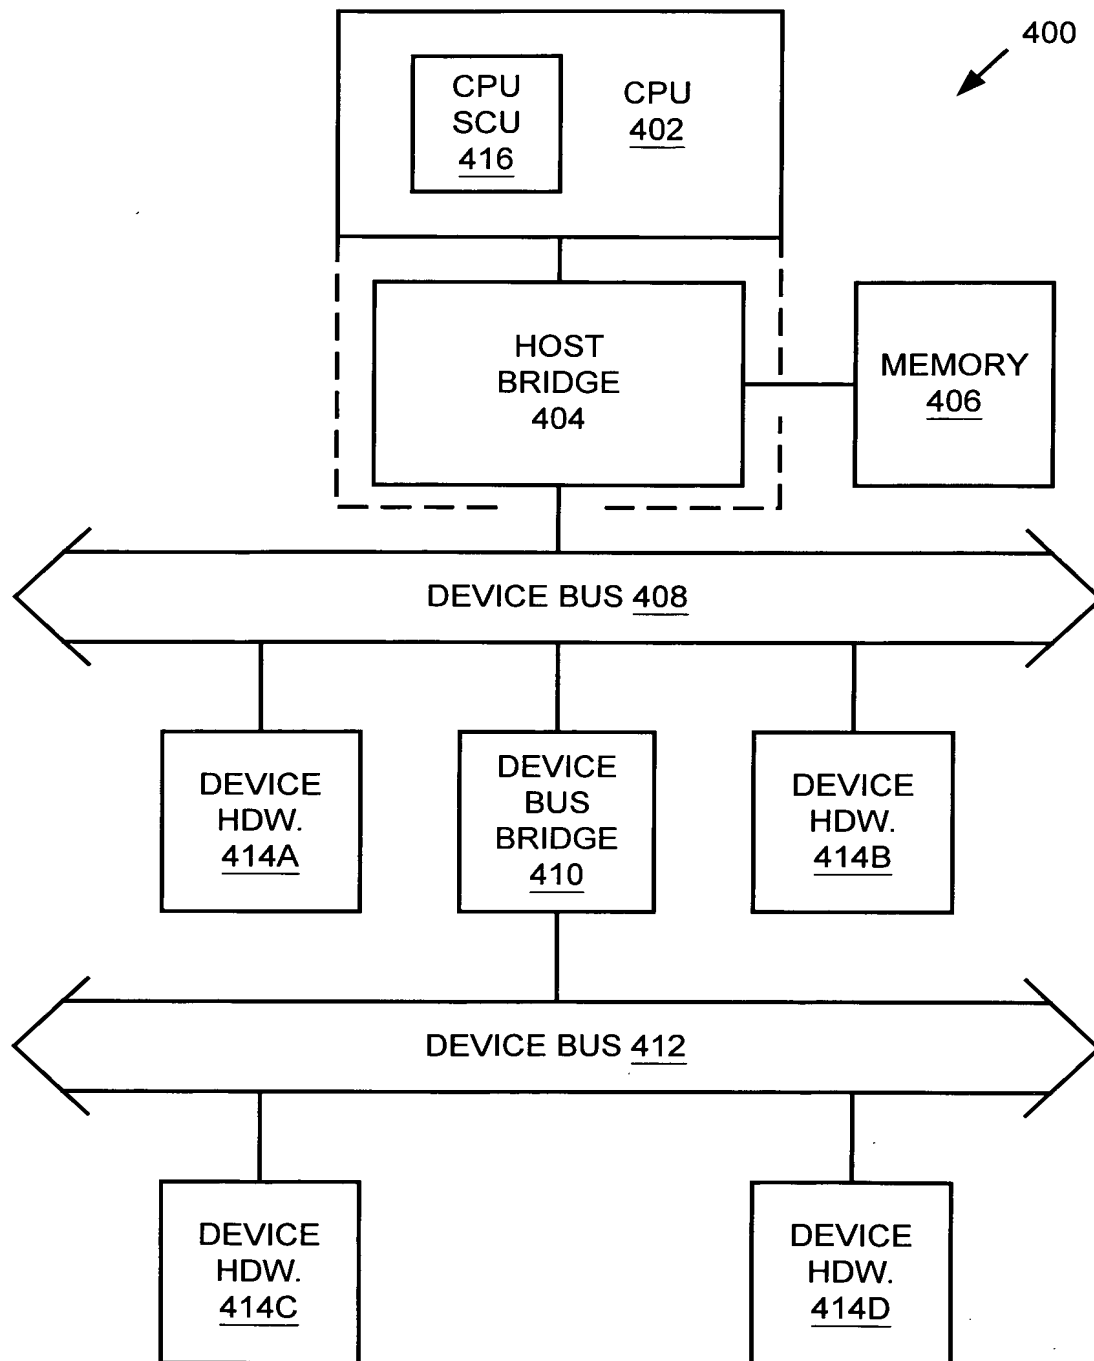 400
CPU
SCU
416
CPU
402
HOST
BRIDGE
404
MEMORY
406
DEVICE BUS 408
DEVICE
HDW.
414A
DEVICE
BUS
BRIDGE
410
DEVICE
HDW.
414B
DEVICE BUS 412
DEVICE
HDW.
414C
DEVICE
HDW.
414D